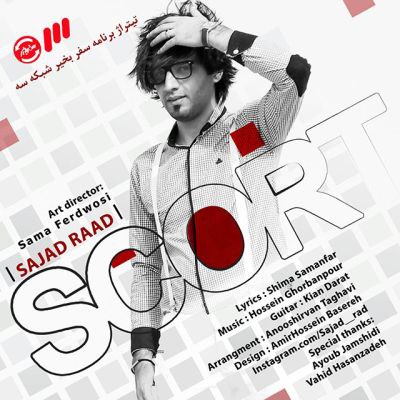 تیتراژ برنامه سفر بخیر شبکه سه
Art director:
Sama Ferdwosi
| SAJAD RAAD |
SCORT
Lyrics : Shima Samanfar
Music : Hossein Ghorbanpour
Guitar : Kian Darat
Arrangment : Anooshirvan Taghavi
Design : AmirHossein Basereh
Instagram.com/Sajad__rad
Special thanks:
Ayoub Jamshidi
Vahid Hasanzadeh